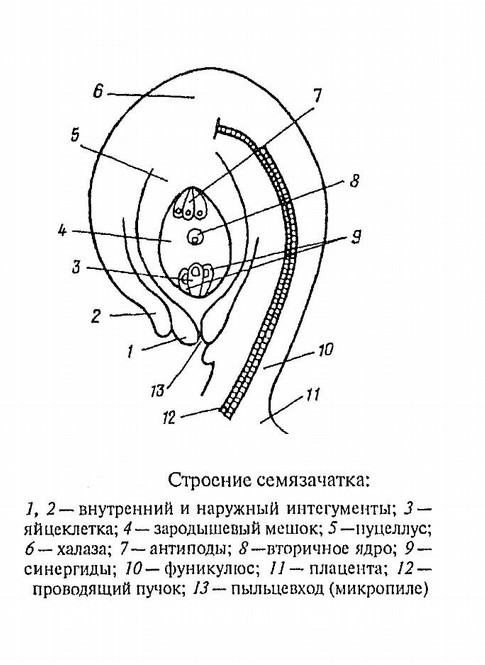 6
7
5
8
4
9
3
2
1
10
13
11
12
Строение семязачатка:
1, 2 — внутренний и наружный интегументы; 3 —
яйцеклетка; 4 — зародышевый мешок; 5 — нуцеллус;
6 — халаза; 7 — антиподы; 8 — вторичное ядро; 9 —
синергиды; 10 — фуникулюс; 11 — плацента; 12 —
проводящий пучок; 13 — пыльцевход (микропиле)